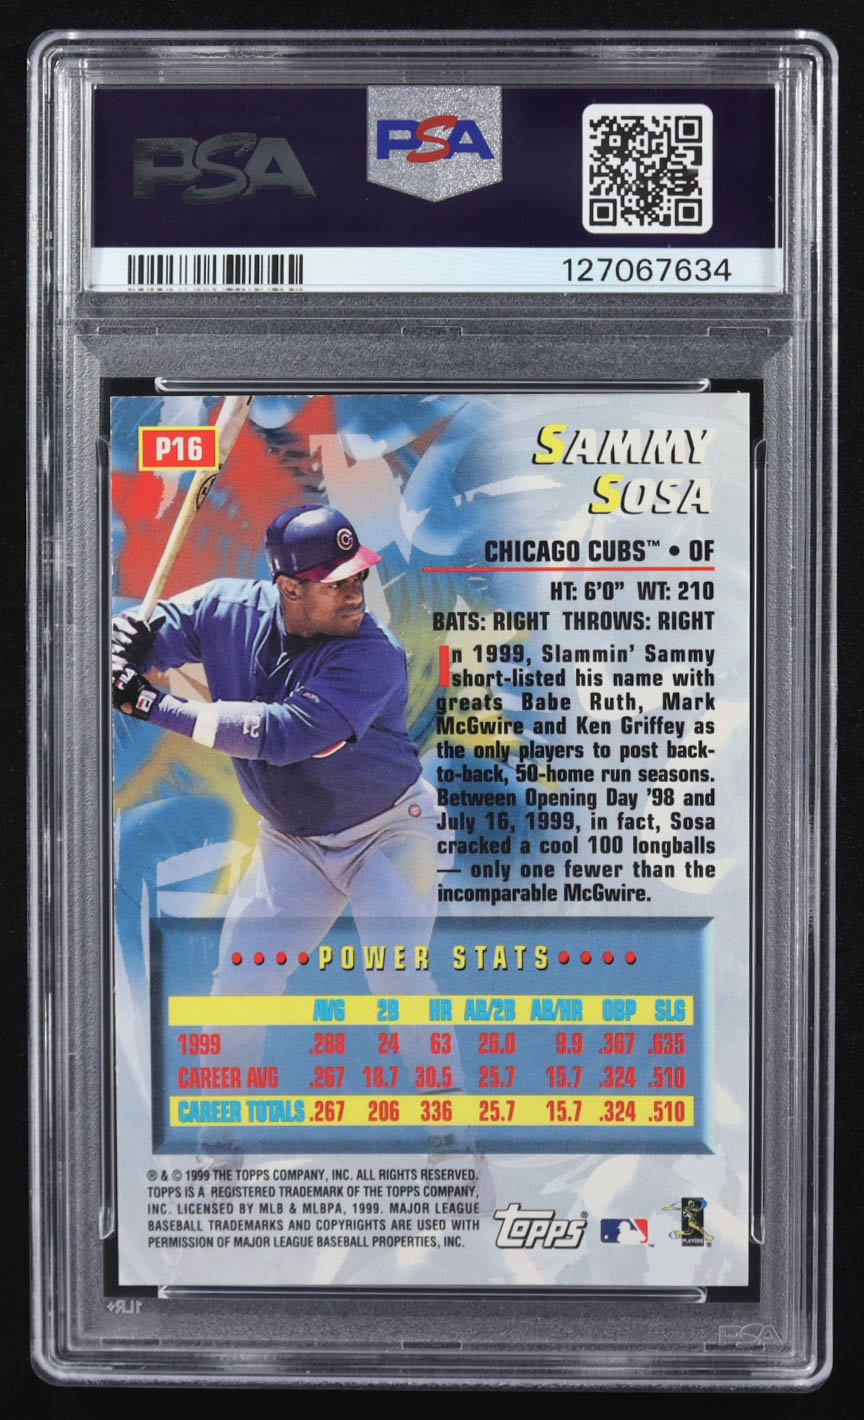 PSA
PSA
127067634
P16
SAMMY
SOSA
CHICAGO CUBS™ • OF
HT: 6'0" WT: 210
BATS: RIGHT THROWS: RIGHT
In 1999, Slammin' Sammy
short-listed his name with
greats Babe Ruth, Mark
McGwire and Ken Griffey as
the only players to post back-
to-back, 50-home run seasons.
Between Opening Day '98 and
July 16, 1999, in fact, Sosa
cracked a cool 100 longballs
— only one fewer than the
incomparable McGwire.
C
21
••••POWER STATS••••
AVG 2B HR AB/2B AB/HR OBP SLG
1999 .288 24 63 26.0 9.9 .367 .635
CAREER AVG .267 18.7 30.5 25.7 15.7 .324 .510
CAREER TOTALS .267 206 336 25.7 15.7 .324 .510
® & © 1999 THE TOPPS COMPANY, INC. ALL RIGHTS RESERVED.
TOPPS IS A REGISTERED TRADEMARK OF THE TOPPS COMPANY,
INC. LICENSED BY MLB & MLBPA, 1999. MAJOR LEAGUE
BASEBALL TRADEMARKS AND COPYRIGHTS ARE USED WITH
PERMISSION OF MAJOR LEAGUE BASEBALL PROPERTIES, INC.
Topps®
PLAYERS
1LR+
PSA